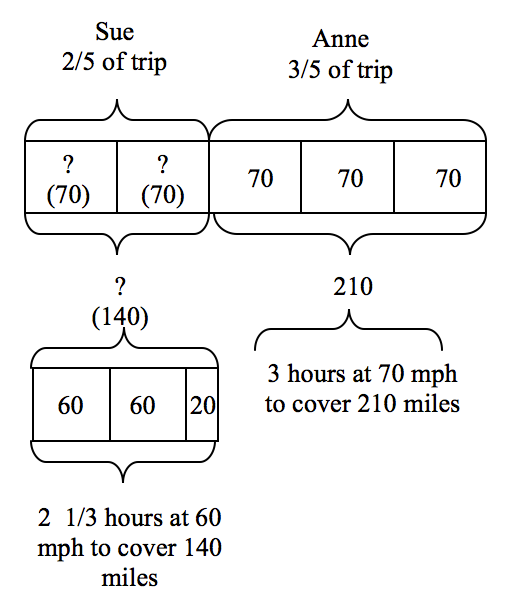 Sue
2/5 of trip
Anne
3/5 of trip
? ? 70 70 70
(70) (70)
?
(140)
210
60 60 20
3 hours at 70 mph
to cover 210 miles
2 1/3 hours at 60
mph to cover 140
miles